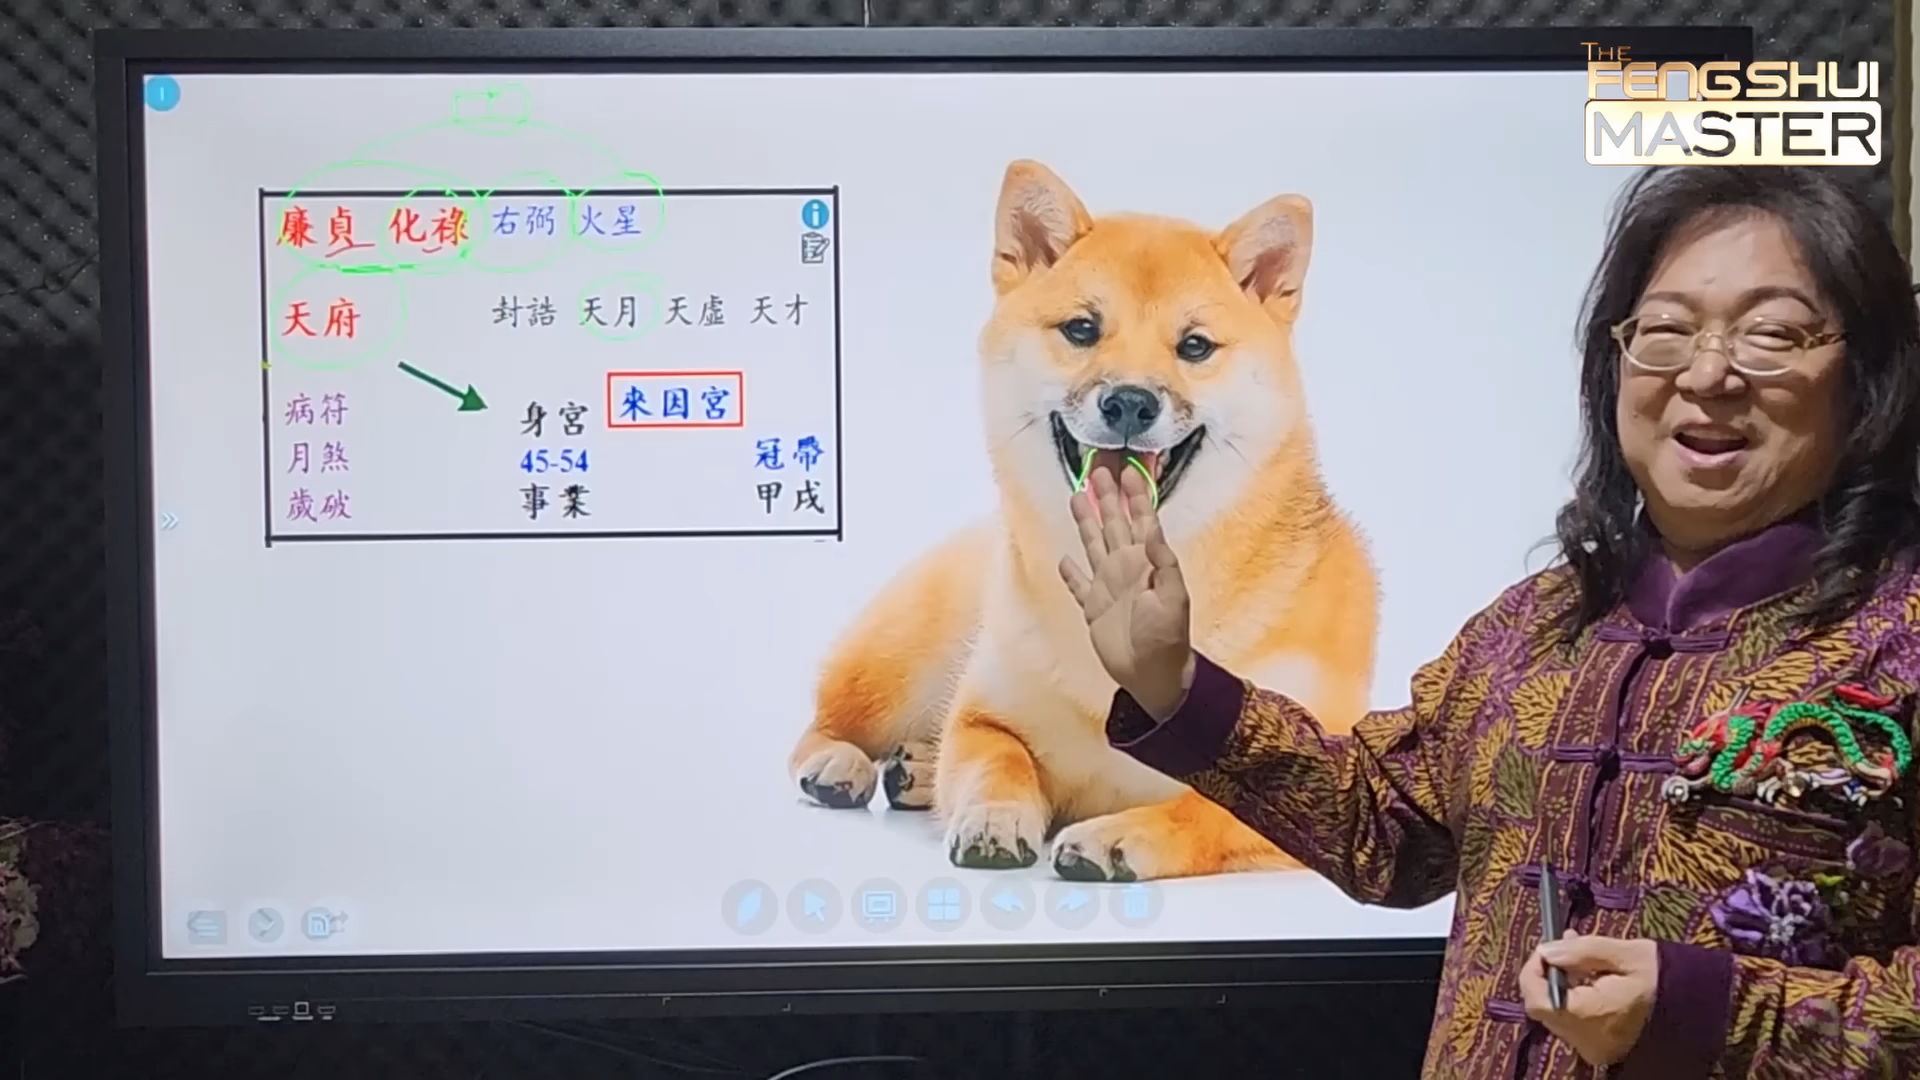 THE
FENG SHUI
MASTER
廉貞 化祿 右弼 火星
天府 封誥 天月 天虛 天才
病符 身宮 來因宮
月煞 45-54 冠帶
歲破 事業 甲戌